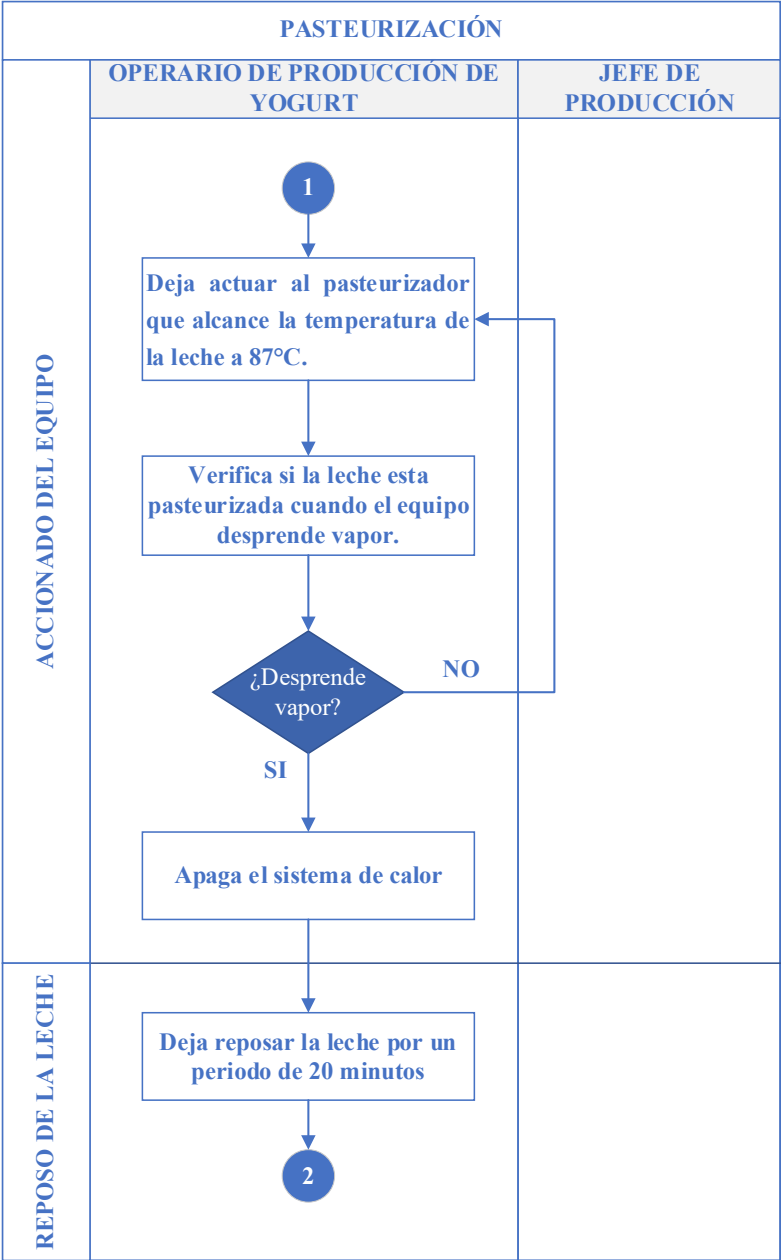 PASTEURIZACIÓN
OPERARIO DE PRODUCCIÓN DE
YOGURT
JEFE DE
PRODUCCIÓN
ACCIONADO DEL EQUIPO
1
Deja actuar al pasteurizador
que alcance la temperatura de
la leche a 87°C.
Verifica si la leche esta
pasteurizada cuando el equipo
desprende vapor.
¿Desprende
vapor?
NO
SI
Apaga el sistema de calor
REPOSO DE LA LECHE
Deja reposar la leche por un
periodo de 20 minutos
2